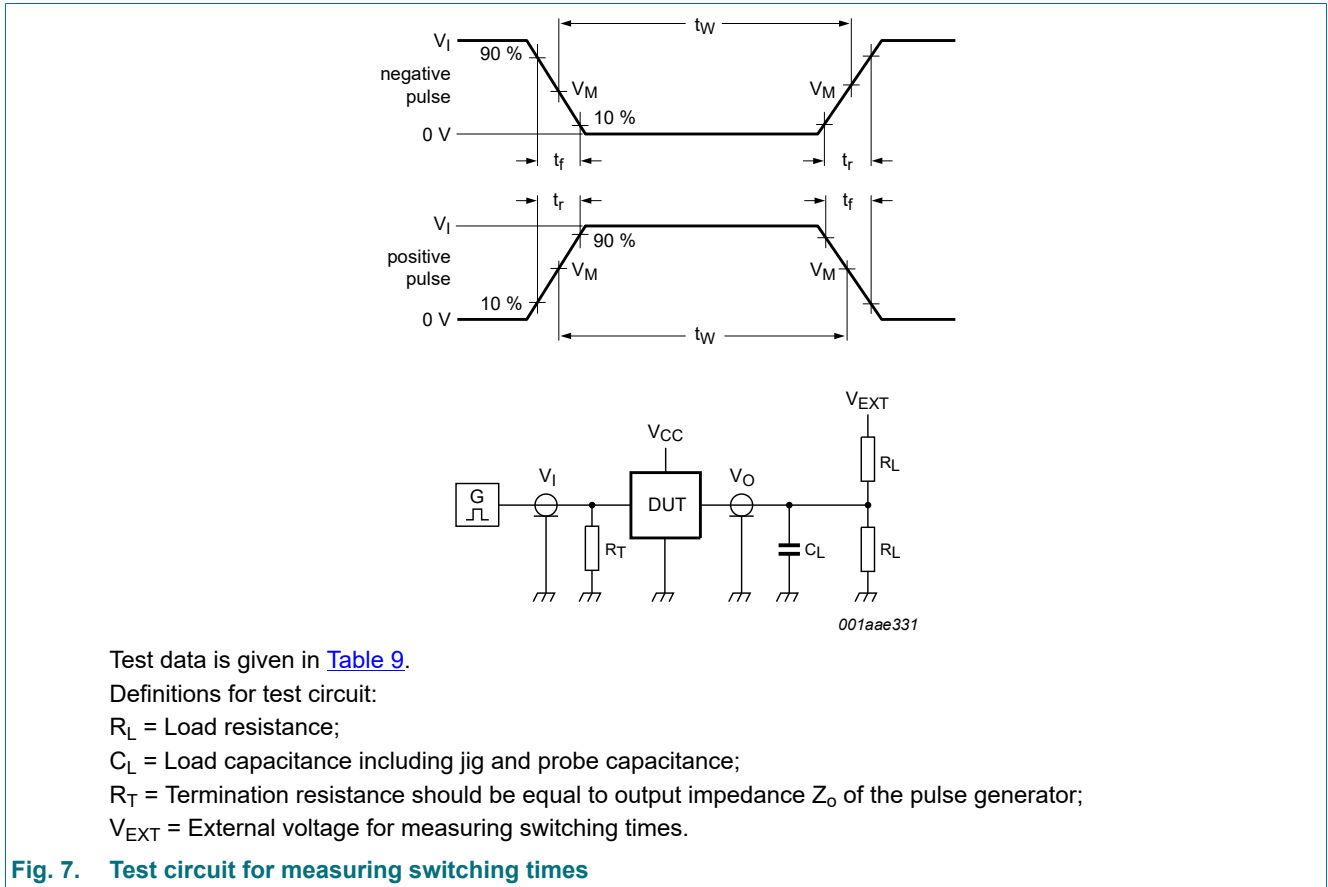 tW
VI
90 %
negative
pulse
VM
VM
10 %
0 V
tf
tr
tr
tf
VI
90 %
positive
pulse
VM
VM
10 %
0 V
tW
VEXT
VCC
RL
VI
VO
G
DUT
RT
CL
RL
001aae331
Test data is given in Table 9.
Definitions for test circuit:
RL = Load resistance;
CL = Load capacitance including jig and probe capacitance;
RT = Termination resistance should be equal to output impedance Zo of the pulse generator;
VEXT = External voltage for measuring switching times.
Fig. 7. Test circuit for measuring switching times